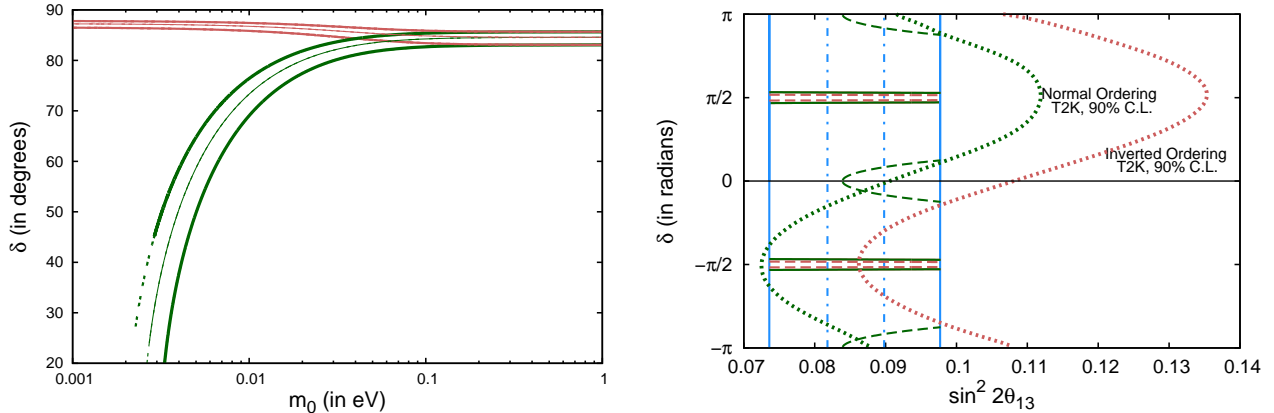 90
80
70
60
50
40
30
20
δ (in degrees)
0.001
0.01
0.1
1
m0 (in eV)
π
π/2
0
−π/2
−π
δ (in radians)
Normal Ordering
T2K, 90% C.L.
Inverted Ordering
T2K, 90% C.L.
0.07
0.08
0.09
0.1
0.11
0.12
0.13
0.14
sin² 2θ13